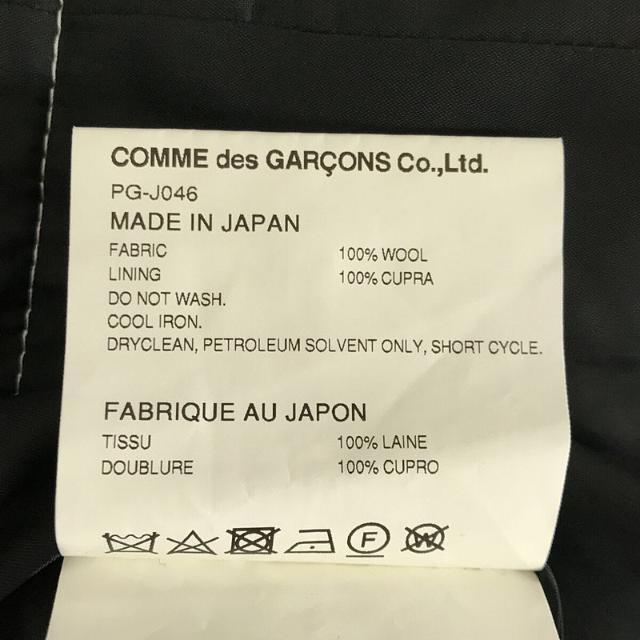 COMME des GARÇONS Co.,Ltd.
PG-J046
MADE IN JAPAN
FABRIC 100% WOOL
LINING 100% CUPRA
DO NOT WASH.
COOL IRON.
DRYCLEAN, PETROLEUM SOLVENT ONLY, SHORT CYCLE.
FABRIQUE AU JAPON
TISSU 100% LAINE
DOUBLURE 100% CUPRO
F W